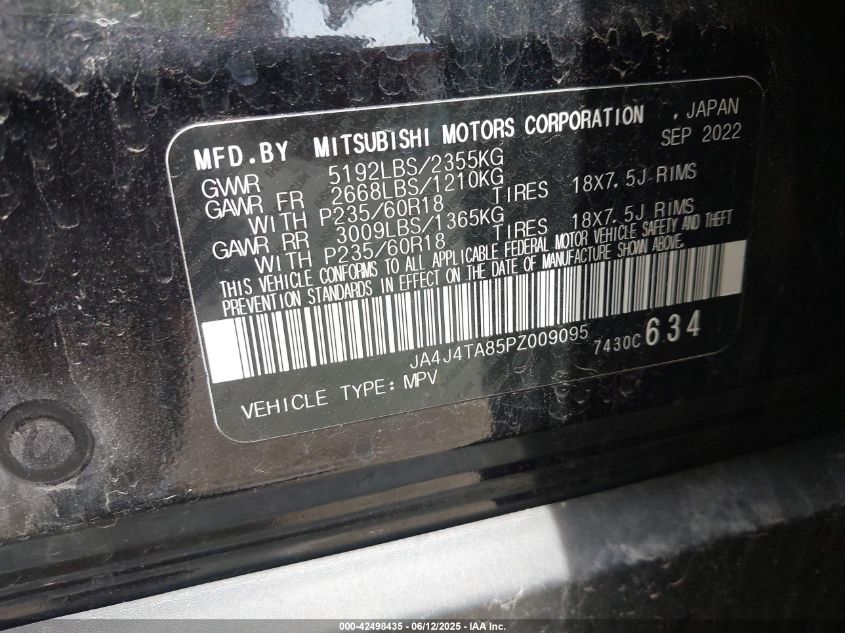 MFD.BY MITSUBISHI MOTORS CORPORATION , JAPAN
SEP 2022
GVWR 5192LBS/2355KG
GAWR FR 2668LBS/1210KG
WITH P235/60R18 TIRES 18X7.5J RIMS
GAWR RR 3009LBS/1365KG
WITH P235/60R18 TIRES 18X7.5J RIMS
THIS VEHICLE CONFORMS TO ALL APPLICABLE FEDERAL MOTOR VEHICLE SAFETY AND THEFT
PREVENTION STANDARDS IN EFFECT ON THE DATE OF MANUFACTURE SHOWN ABOVE.
JA4J4TA85PZ009095 7430C 634
VEHICLE TYPE: MPV
000-42498435 - 06/12/2025 - IAA Inc.